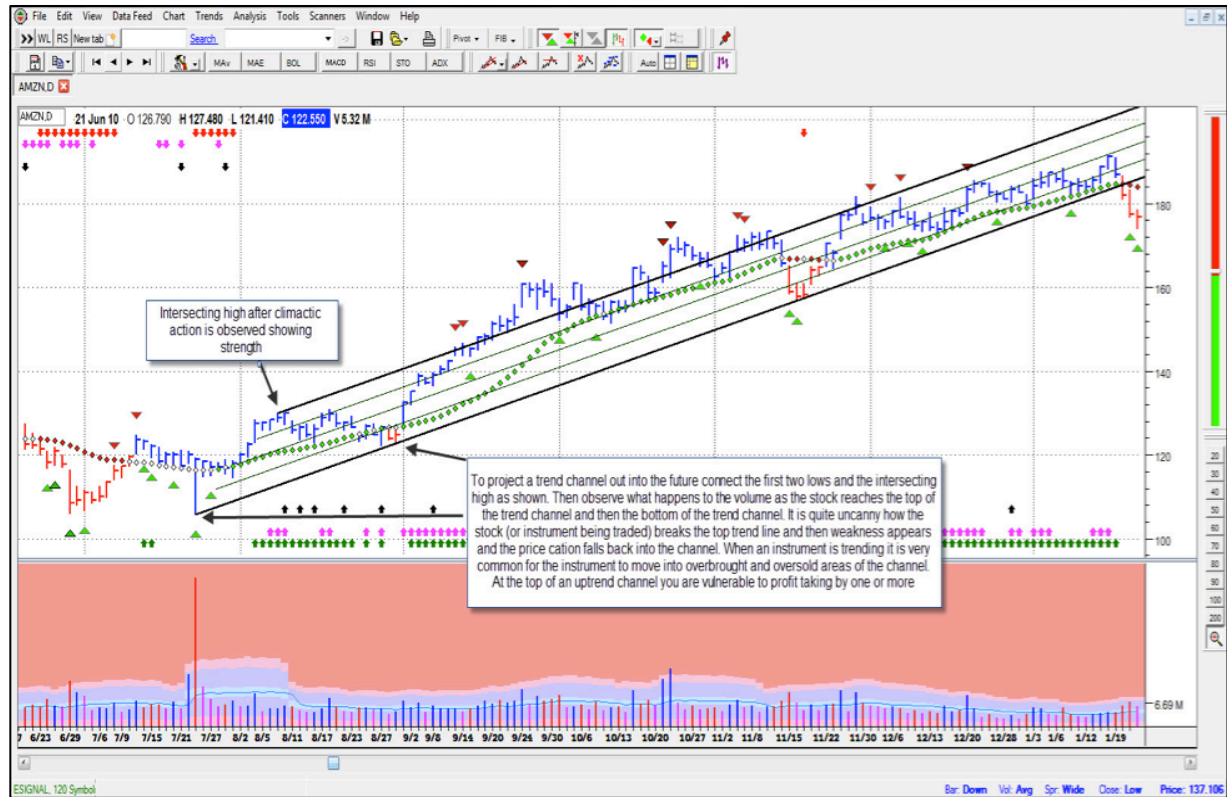 File Edit View Data Feed Chart Trends Analysis Tools Scanners Window Help
WL RS New tab Search Pivot FIB
MAv MAE BOL MACD RSI STO ADX Auto
AMZN,D
AMZN,D 21 Jun 10 O 126.790 H 127.480 L 121.410 C 122.550 V 5.32 M
Intersecting high after climactic
action is observed showing
strength
180
160
140
120
100
To project a trend channel out into the future connect the first two lows and the intersecting
high as shown. Then observe what happens to the volume as the stock reaches the top of
the trend channel and then the bottom of the trend channel. It is quite uncanny how the
stock (or instrument being traded) breaks the top trend line and then weakness appears
and the price cation falls back into the channel. When an instrument is trending it is very
common for the instrument to move into overbrought and oversold areas of the channel.
At the top of an uptrend channel you are vulnerable to profit taking by one or more
20
30
40
50
60
70
80
90
100
200
6.69 M
7 6/23 6/29 7/6 7/9 7/15 7/21 7/27 8/2 8/5 8/11 8/17 8/23 8/27 9/2 9/8 9/14 9/20 9/24 9/30 10/6 10/13 10/20 10/27 11/2 11/8 11/15 11/22 11/30 12/6 12/13 12/20 12/28 1/3 1/6 1/12 1/19
ESIGNAL, 120 Symbol Bar: Down Vol: Avg Spr: Wide Close: Low Price: 137.106